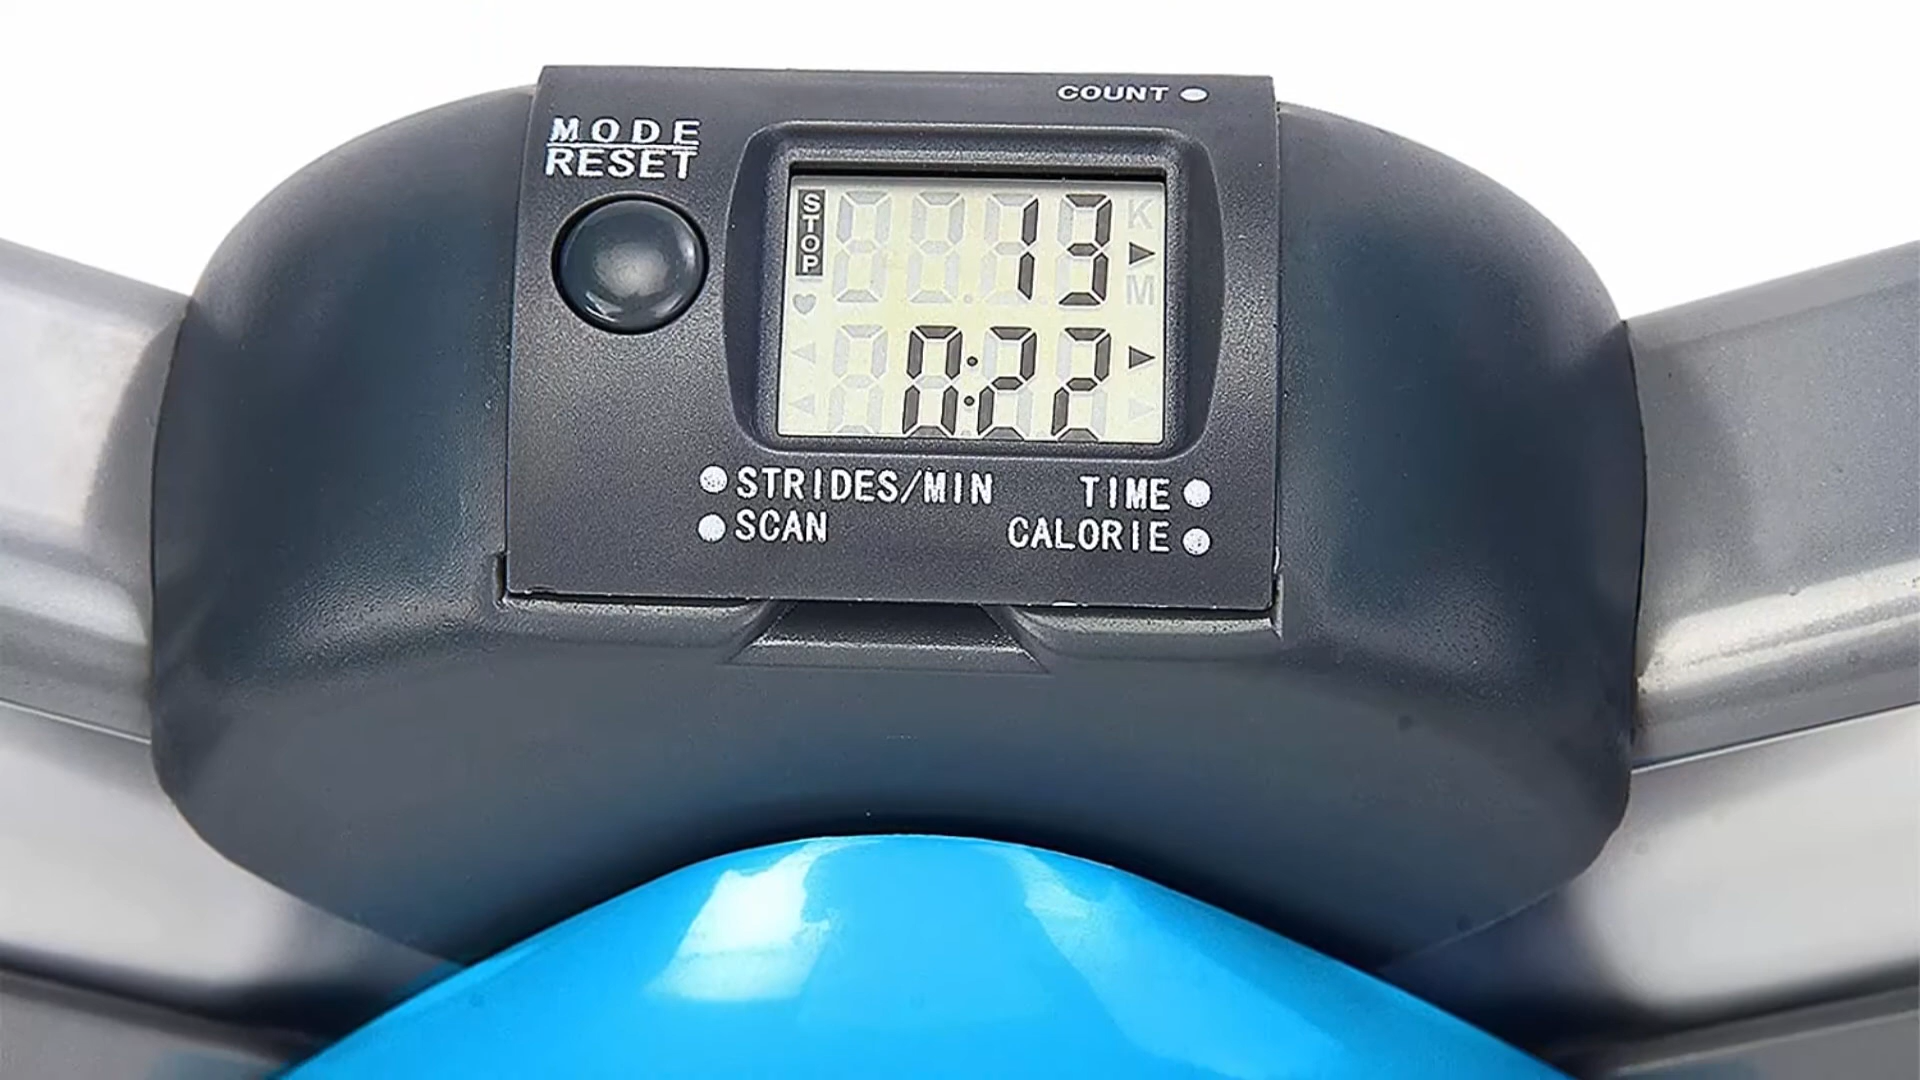 COUNT
MODE
RESET
STOP
13
K
M
0:22
STRIDES/MIN
TIME
SCAN
CALORIE